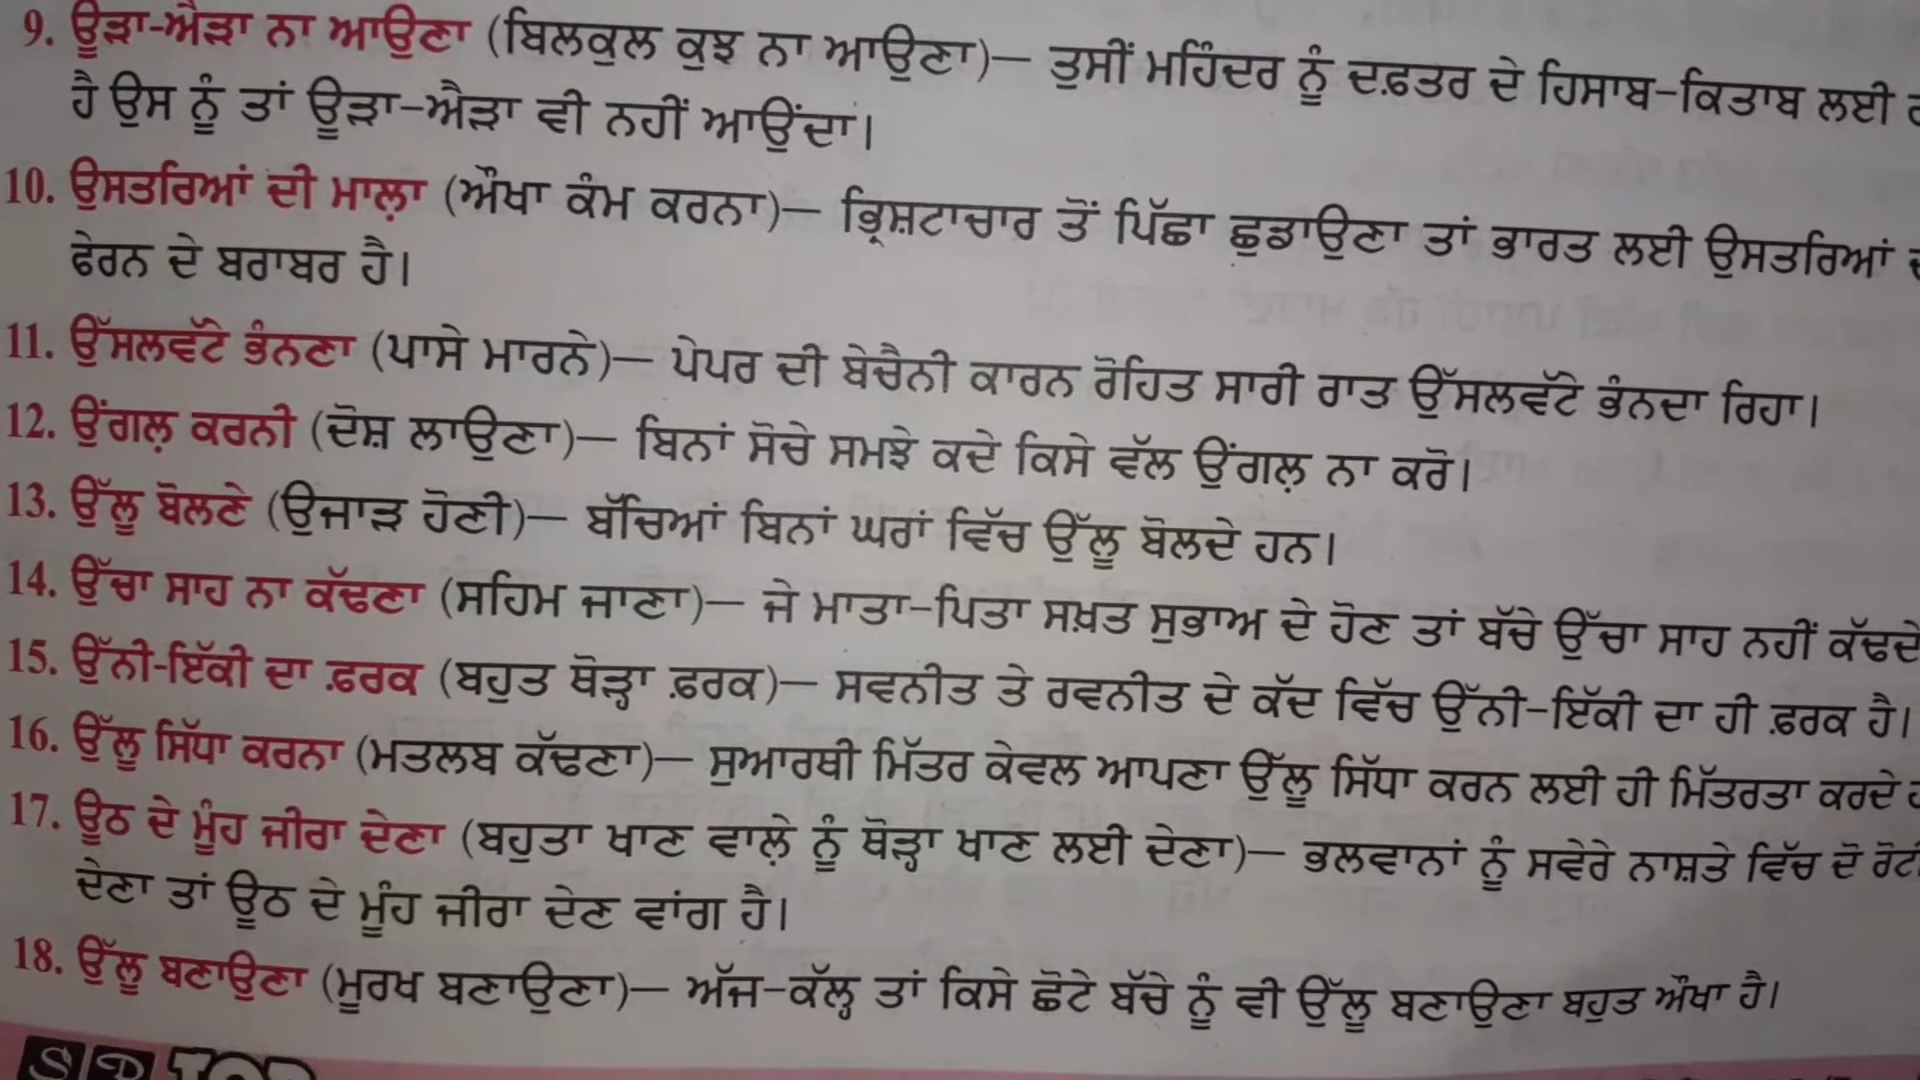 9. ਊੜਾ-ਐੜਾ ਨਾ ਆਉਣਾ (ਬਿਲਕੁਲ ਕੁਝ ਨਾ ਆਉਣਾ)— ਤੁਸੀਂ ਮਹਿੰਦਰ ਨੂੰ ਦਫ਼ਤਰ ਦੇ ਹਿਸਾਬ-ਕਿਤਾਬ ਲਈ
ਹੈ ਉਸ ਨੂੰ ਤਾਂ ਊੜਾ-ਐੜਾ ਵੀ ਨਹੀਂ ਆਉਂਦਾ।
10. ਉਸਤਰਿਆਂ ਦੀ ਮਾਲ਼ਾ (ਔਖਾ ਕੰਮ ਕਰਨਾ)— ਭ੍ਰਿਸ਼ਟਾਚਾਰ ਤੋਂ ਪਿੱਛਾ ਛੁਡਾਉਣਾ ਤਾਂ ਭਾਰਤ ਲਈ ਉਸਤਰਿਆਂ
ਫੇਰਨ ਦੇ ਬਰਾਬਰ ਹੈ।
11. ਉੱਸਲਵੱਟੇ ਭੰਨਣਾ (ਪਾਸੇ ਮਾਰਨੇ)— ਪੇਪਰ ਦੀ ਬੇਚੈਨੀ ਕਾਰਨ ਰੋਹਿਤ ਸਾਰੀ ਰਾਤ ਉੱਸਲਵੱਟੇ ਭੰਨਦਾ ਰਿਹਾ।
12. ਉਂਗਲ਼ ਕਰਨੀ (ਦੋਸ਼ ਲਾਉਣਾ)— ਬਿਨਾਂ ਸੋਚੇ ਸਮਝੇ ਕਦੇ ਕਿਸੇ ਵੱਲ ਉਂਗਲ਼ ਨਾ ਕਰੋ।
13. ਉੱਲੂ ਬੋਲਣੇ (ਉਜਾੜ ਹੋਣੀ)— ਬੱਚਿਆਂ ਬਿਨਾਂ ਘਰਾਂ ਵਿੱਚ ਉੱਲੂ ਬੋਲਦੇ ਹਨ।
14. ਉੱਚਾ ਸਾਹ ਨਾ ਕੱਢਣਾ (ਸਹਿਮ ਜਾਣਾ)— ਜੇ ਮਾਤਾ-ਪਿਤਾ ਸਖ਼ਤ ਸੁਭਾਅ ਦੇ ਹੋਣ ਤਾਂ ਬੱਚੇ ਉੱਚਾ ਸਾਹ ਨਹੀਂ ਕੱਢਦੇ
15. ਉੱਨੀ-ਇੱਕੀ ਦਾ ਫ਼ਰਕ (ਬਹੁਤ ਥੋੜ੍ਹਾ ਫ਼ਰਕ)— ਸਵਨੀਤ ਤੇ ਰਵਨੀਤ ਦੇ ਕੱਦ ਵਿੱਚ ਉੱਨੀ-ਇੱਕੀ ਦਾ ਹੀ ਫ਼ਰਕ ਹੈ।
16. ਉੱਲੂ ਸਿੱਧਾ ਕਰਨਾ (ਮਤਲਬ ਕੱਢਣਾ)— ਸੁਆਰਥੀ ਮਿੱਤਰ ਕੇਵਲ ਆਪਣਾ ਉੱਲੂ ਸਿੱਧਾ ਕਰਨ ਲਈ ਹੀ ਮਿੱਤਰਤਾ ਕਰਦੇ
17. ਊਠ ਦੇ ਮੂੰਹ ਜੀਰਾ ਦੇਣਾ (ਬਹੁਤਾ ਖਾਣ ਵਾਲ਼ੇ ਨੂੰ ਥੋੜ੍ਹਾ ਖਾਣ ਲਈ ਦੇਣਾ)— ਭਲਵਾਨਾਂ ਨੂੰ ਸਵੇਰੇ ਨਾਸ਼ਤੇ ਵਿੱਚ ਦੋ
ਦੇਣਾ ਤਾਂ ਊਠ ਦੇ ਮੂੰਹ ਜੀਰਾ ਦੇਣ ਵਾਂਗ ਹੈ।
18. ਉੱਲੂ ਬਣਾਉਣਾ (ਮੂਰਖ ਬਣਾਉਣਾ)— ਅੱਜ-ਕੱਲ੍ਹ ਤਾਂ ਕਿਸੇ ਛੋਟੇ ਬੱਚੇ ਨੂੰ ਵੀ ਉੱਲੂ ਬਣਾਉਣਾ ਬਹੁਤ ਔਖਾ ਹੈ।